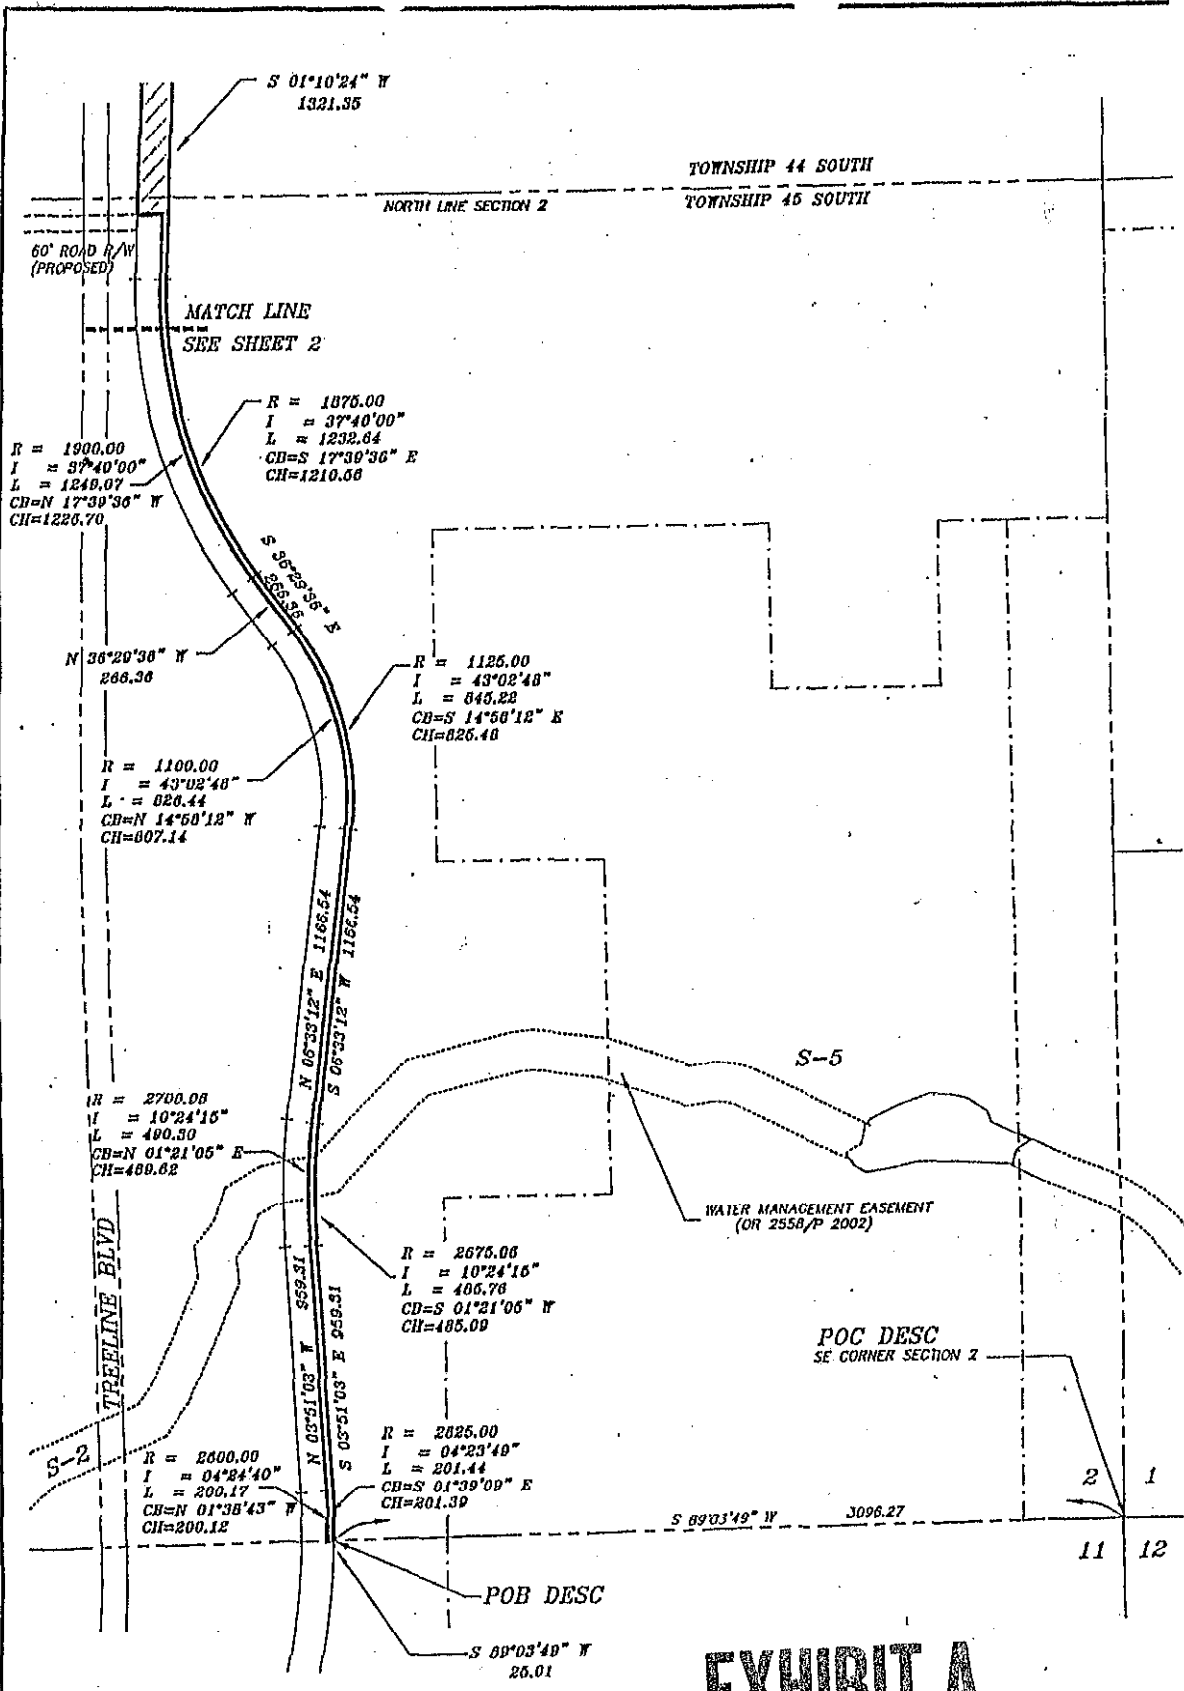 S 01°10'24" W
1321.35
TOWNSHIP 44 SOUTH
NORTH LINE SECTION 2
TOWNSHIP 45 SOUTH
60' ROAD R/W
(PROPOSED)
MATCH LINE
SEE SHEET 2
R = 1875.00
I = 37°40'00"
L = 1232.64
CB=S 17°39'36" E
CH=1210.56
R = 1900.00
I = 37°40'00"
L = 1249.07
CB=N 17°39'36" W
CH=1226.70
S 36°29'36" E
266.36
N 36°29'36" W
266.36
R = 1125.00
I = 43°02'48"
L = 845.22
CB=S 14°58'12" E
CH=825.48
R = 1100.00
I = 43°02'48"
L = 826.44
CB=N 14°58'12" W
CH=807.14
N 06°33'12" E 1166.54
S 06°33'12" W 1166.54
S-5
R = 2700.06
I = 10°24'15"
L = 490.30
CB=N 01°21'05" E
CH=489.62
WATER MANAGEMENT EASEMENT
(OR 2558/P 2002)
R = 2675.06
I = 10°24'15"
L = 485.76
CB=S 01°21'05" W
CH=485.09
TREELINE BLVD
N 03°51'03" W 959.31
S 03°51'03" E 959.31
POC DESC
SE CORNER SECTION 2
S-2
R = 2600.00
I = 04°24'40"
L = 200.17
CB=N 01°38'43" W
CH=200.12
R = 2625.00
I = 04°23'49"
L = 201.44
CB=S 01°39'09" E
CH=201.39
2 1
S 89°03'49" W 3096.27
11 12
POB DESC
S 89°03'49" W
25.01
EXHIBIT A